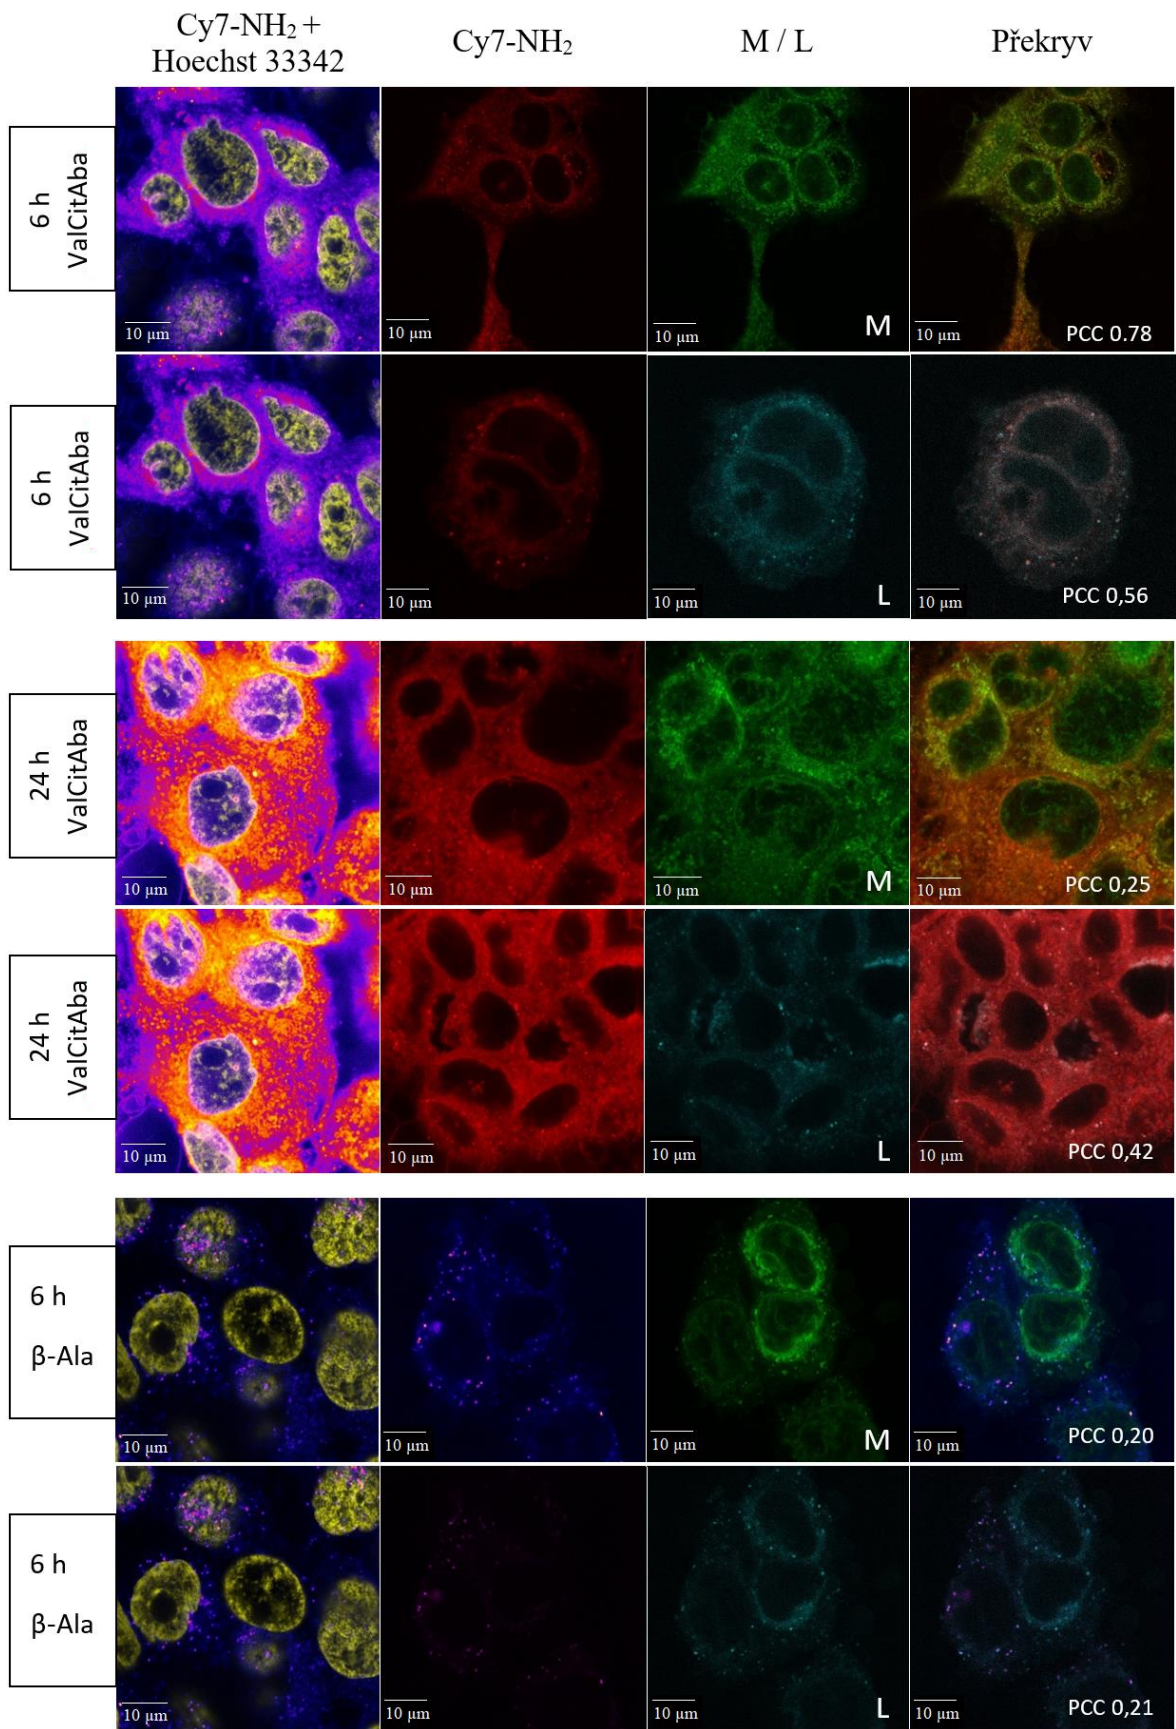 Cy7-NH₂ +
Hoechst 33342
Cy7-NH₂
M / L
Překryv
6 h
ValCitAba
10 µm
10 µm
10 µm
M
10 µm
PCC 0.78
6 h
ValCitAba
10 µm
10 µm
10 µm
L
10 µm
PCC 0,56
24 h
ValCitAba
10 µm
10 µm
10 µm
M
10 µm
PCC 0,25
24 h
ValCitAba
10 µm
10 µm
10 µm
L
10 µm
PCC 0,42
6 h
β-Ala
10 µm
10 µm
10 µm
M
10 µm
PCC 0,20
6 h
β-Ala
10 µm
10 µm
10 µm
L
10 µm
PCC 0,21